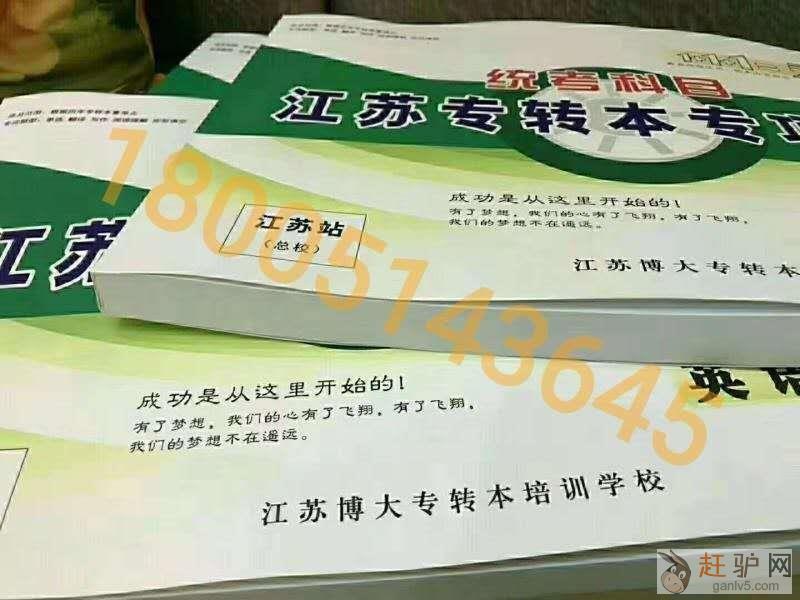 统考科目
江苏专转本专项
成功是从这里开始的!
有了梦想，我们的心有了飞翔，有了飞翔，
我们的梦想不在遥远。
江苏站
(总校)
江苏博大专转本
18005143645
江苏
英语
成功是从这里开始的!
有了梦想，我们的心有了飞翔，有了飞翔，
我们的梦想不在遥远。
江苏博大专转本培训学校
赶驴网
ganlv5.com